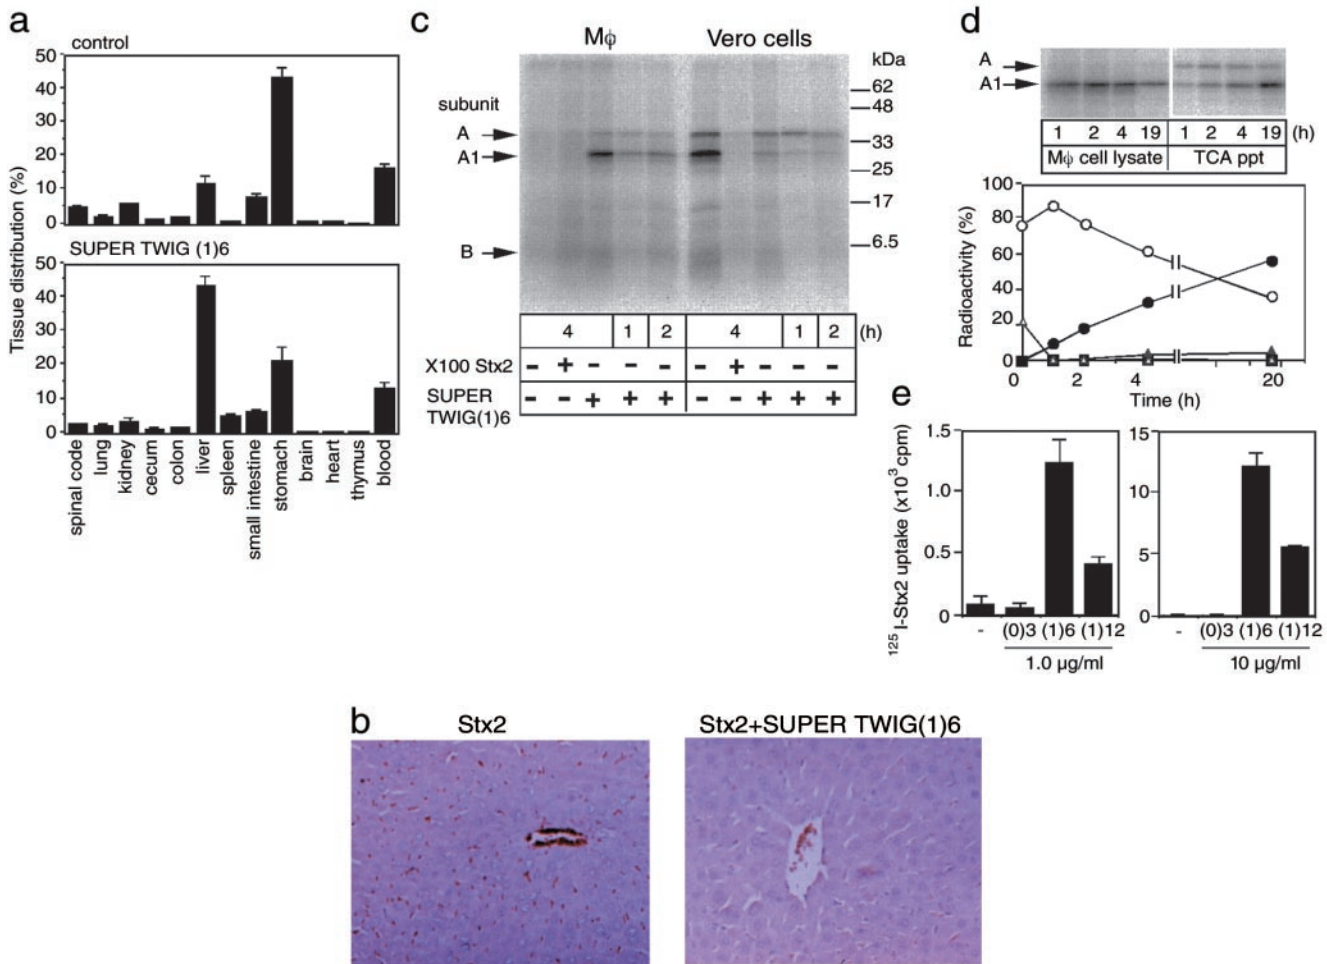 a
control
50
40
30
20
10
0
SUPER TWIG (1)6
50
40
30
20
10
0
Tissue distribution (%)
spinal code
lung
kidney
cecum
colon
liver
spleen
small intestine
stomach
brain
heart
thymus
blood
c
Mφ Vero cells
kDa
subunit
62
48
A
33
A1
25
17
B
6.5
4 1 2 4 1 2 (h)
X100 Stx2 - + - - - - + - - -
SUPER TWIG(1)6 - - + + + - - + + +
d
A
A1
1 2 4 19 1 2 4 19 (h)
Mφ cell lysate TCA ppt
100
80
60
40
20
0
Radioactivity (%)
0 2 4 20
Time (h)
e
1.5
1.0
0.5
0
15
10
5
0
¹²⁵I-Stx2 uptake (x10³ cpm)
- (0)3 (1)6 (1)12 - (0)3 (1)6 (1)12
1.0 µg/ml 10 µg/ml
b
Stx2 Stx2+SUPER TWIG(1)6